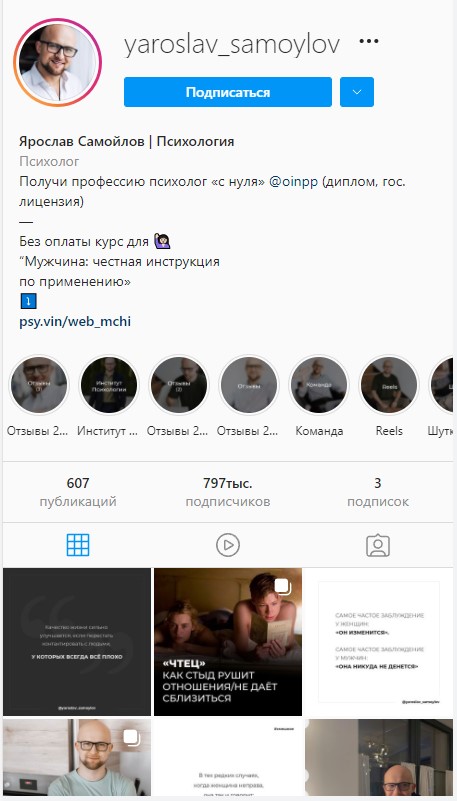 yaroslav_samoylov
Подписаться
Ярослав Самойлов | Психология
Психолог
Получи профессию психолог «с нуля» @oinpp (диплом, гос.
лицензия)
—
Без оплаты курс для
“Мужчина: честная инструкция
по применению»
psy.vin/web_mchi
Отзывы (3) Институт Психологии Отзывы (2) Отзывы Команда Reels
Отзывы 2... Институт ... Отзывы 2... Отзывы 2... Команда Reels Шутк
607 797тыс. 3
публикаций подписчиков подписок
Качество жизни сильно
улучшается, если перестать
контактировать с людьми,
У КОТОРЫХ ВСЕГДА ВСЁ ПЛОХО
@yaroslav_samoylov
«ЧТЕЦ»
КАК СТЫД РУШИТ
ОТНОШЕНИЯ/НЕ ДАЁТ
СБЛИЗИТЬСЯ
САМОЕ ЧАСТОЕ ЗАБЛУЖДЕНИЕ
У ЖЕНЩИН:
«ОН ИЗМЕНИТСЯ».
САМОЕ ЧАСТОЕ ЗАБЛУЖДЕНИЕ
У МУЖЧИН:
«ОНА НИКУДА НЕ ДЕНЕТСЯ»
@yaroslav_samoylov
В тех редких случаях,
когда женщина неправа,